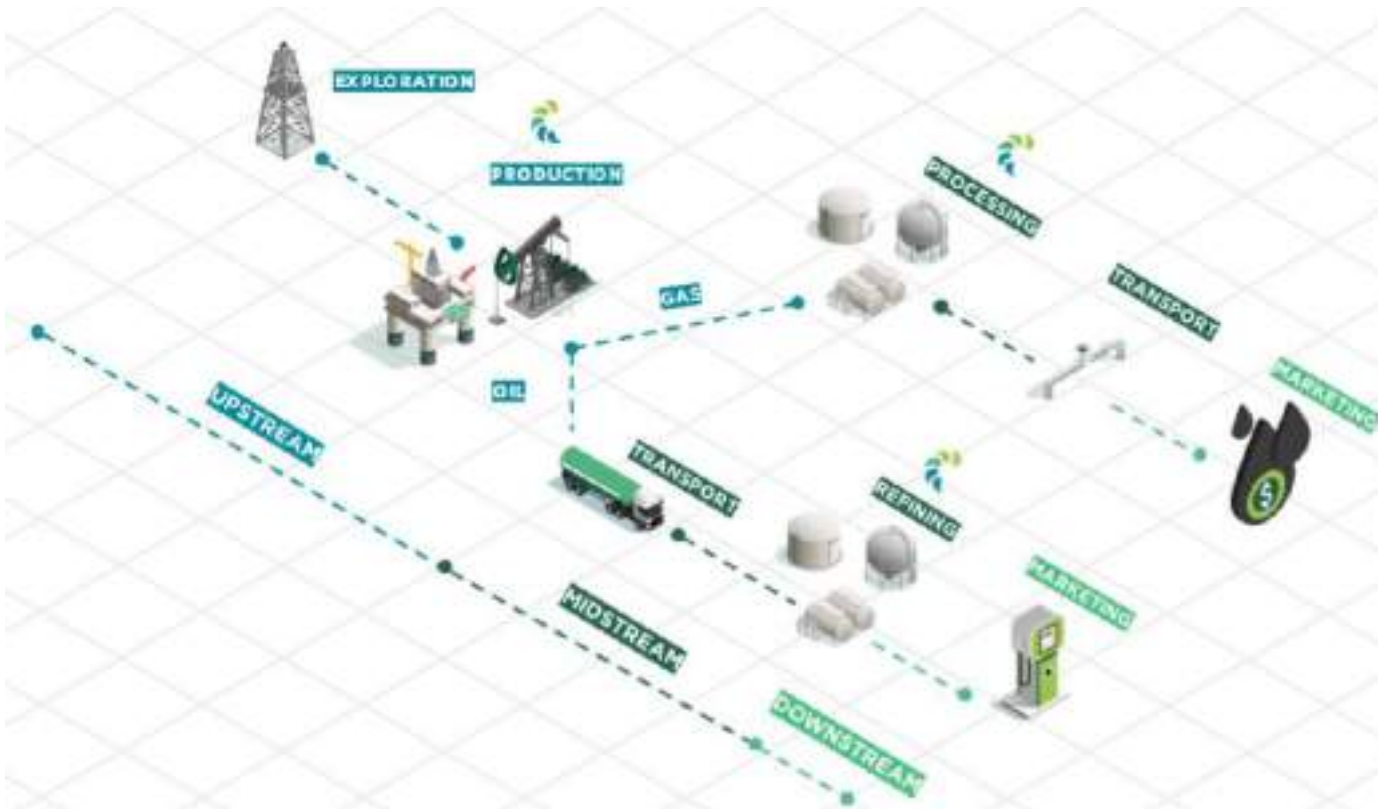 EXPLORATION
PRODUCTION
PROCESSING
GAS
TRANSPORT
OIL
MARKETING
UPSTREAM
TRANSPORT
REFINING
MARKETING
MIDSTREAM
DOWNSTREAM
$